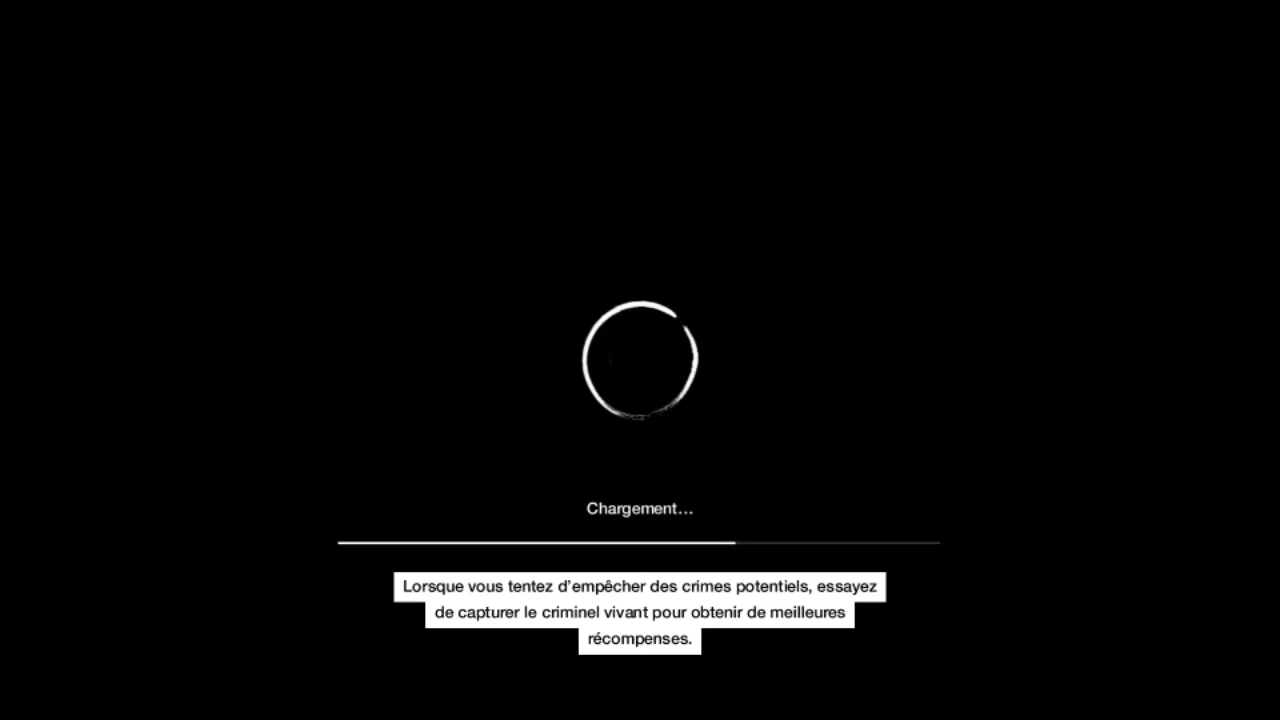 Chargement...
Lorsque vous tentez d'empêcher des crimes potentiels, essayez
de capturer le criminel vivant pour obtenir de meilleures
récompenses.